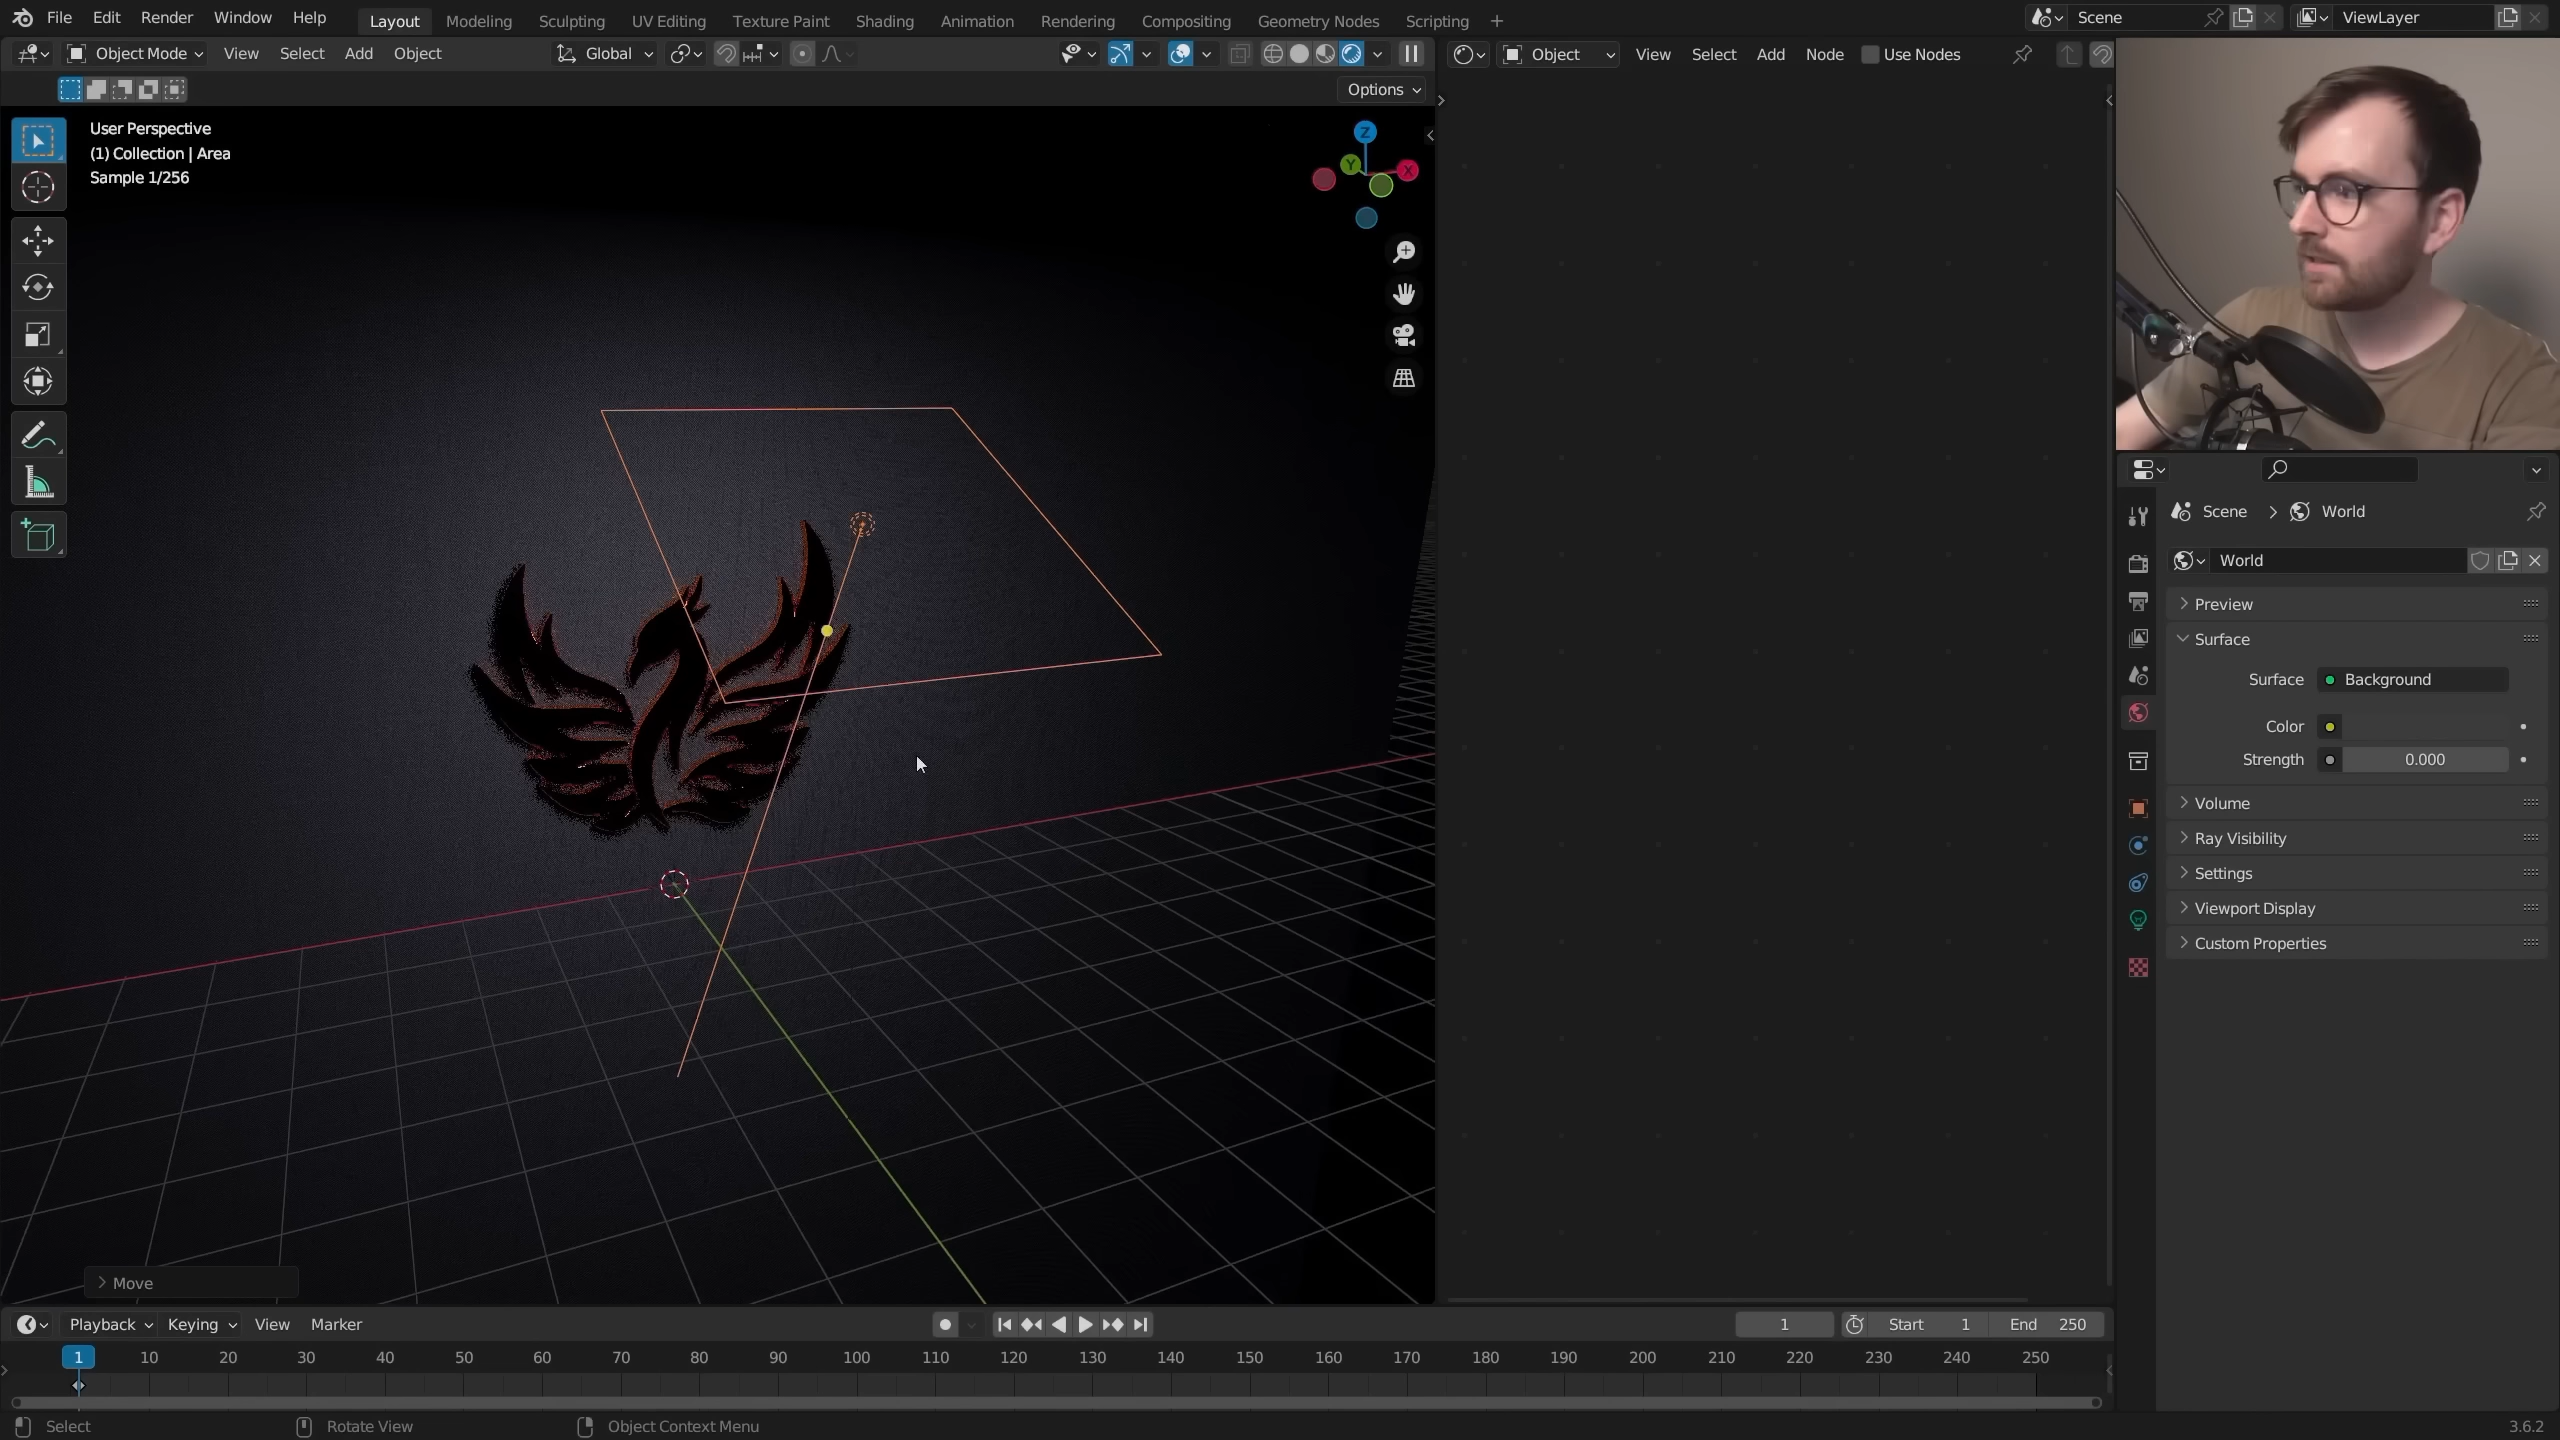 File Edit Render Window Help Layout Modeling Sculpting UV Editing Texture Paint Shading Animation Rendering Compositing Geometry Nodes Scripting + Scene ViewLayer
Object Mode View Select Add Object Global Object View Select Add Node Use Nodes
Options
User Perspective
(1) Collection | Area
Sample 1/256
Z
Y
X
Scene > World
World
Preview
Surface
Surface Background
Color
Strength 0.000
Volume
Ray Visibility
Settings
Viewport Display
Custom Properties
Move
Playback Keying View Marker 1 Start 1 End 250
1 10 20 30 40 50 60 70 80 90 100 110 120 130 140 150 160 170 180 190 200 210 220 230 240 250
Select Rotate View Object Context Menu 3.6.2